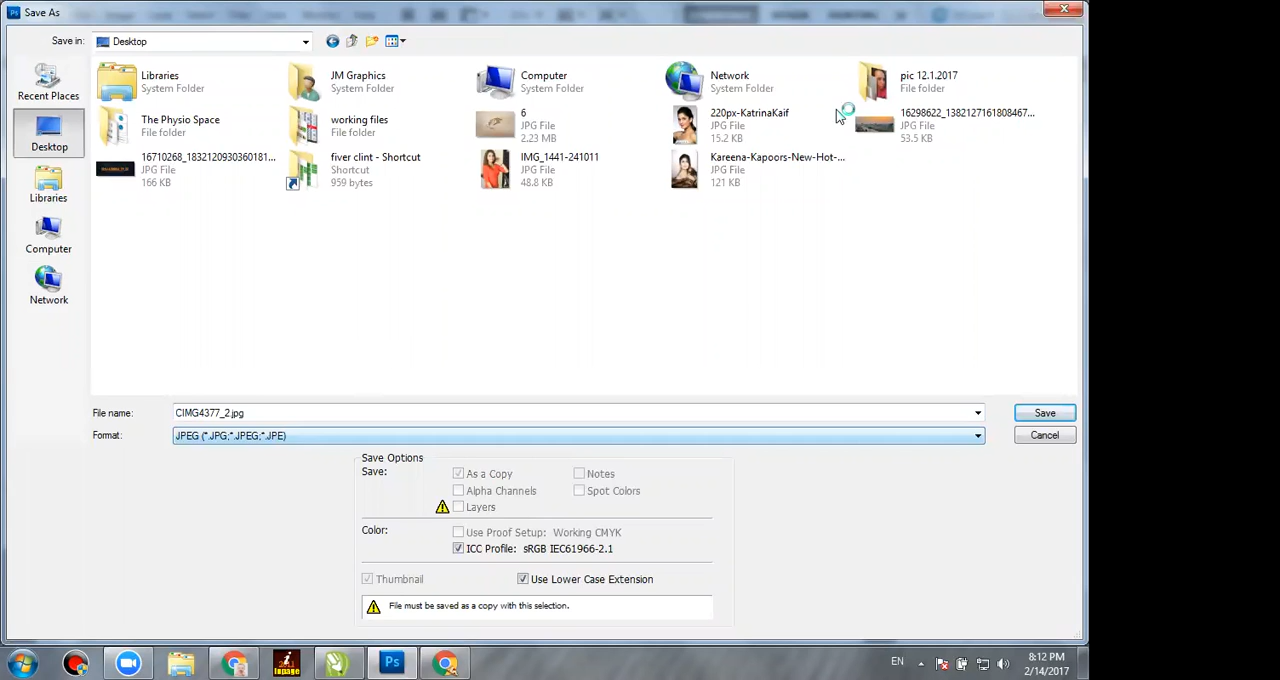 Save As
Save in:
Desktop
Libraries
System Folder
JM Graphics
System Folder
Computer
System Folder
Network
System Folder
pic 12.1.2017
File folder
The Physio Space
File folder
working files
File folder
6
JPG File
2.23 MB
220px-KatrinaKaif
JPG File
15.2 KB
16298622_1382127161808467...
JPG File
53.5 KB
16710268_1832120930360181...
JPG File
166 KB
fiver clint - Shortcut
Shortcut
959 bytes
IMG_1441-241011
JPG File
48.8 KB
Kareena-Kapoors-New-Hot-...
JPG File
121 KB
Recent Places
Desktop
Libraries
Computer
Network
File name:
CIMG4377_2.jpg
Save
Format:
JPEG (*.JPG;*.JPEG;*.JPE)
Cancel
Save Options
Save:
As a Copy
Notes
Alpha Channels
Spot Colors
Layers
Color:
Use Proof Setup: Working CMYK
ICC Profile: sRGB IEC61966-2.1
Thumbnail
Use Lower Case Extension
File must be saved as a copy with this selection.
Inpage
Ps
EN
8:12 PM
2/14/2017